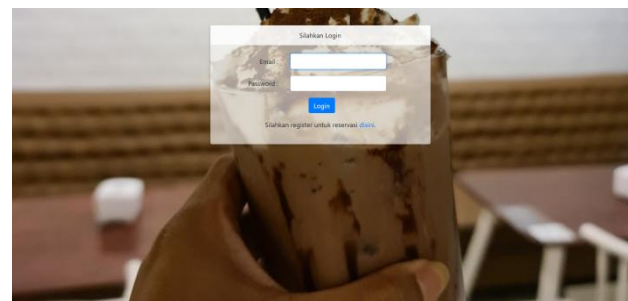 Silahkan Login
Email
Password
Login
Silahkan register untuk reservasi disini.